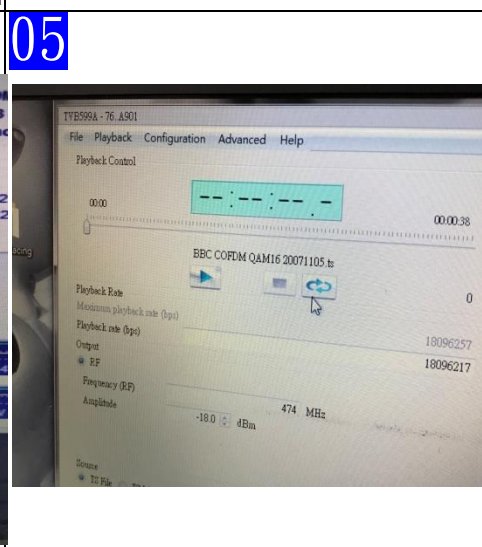 05
TVB599A - 76.A901
File Playback Configuration Advanced Help
Playback Control
--:--:--.-
00:00
00:00:38
BBC COFDM QAM16 20071105.ts
0
Playback Rate
Maximum playback rate (bps)
18096257
Playback rate (bps)
18096217
Output
RF
Frequency (RF)
474 MHz
Amplitude
-18.0 dBm
Source
TS File